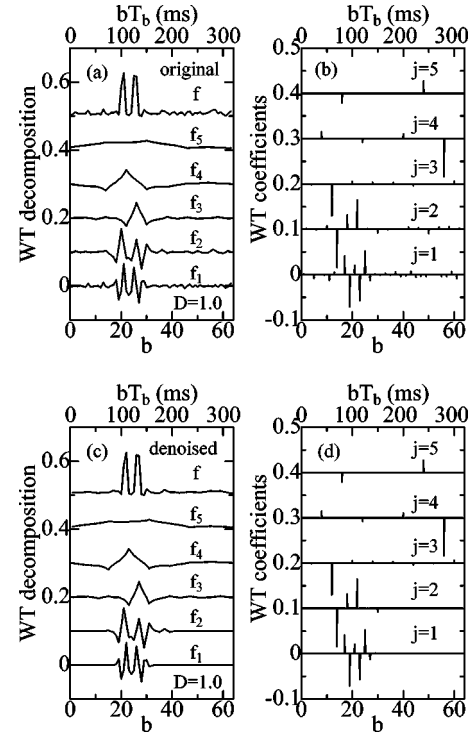 bT_b (ms)
0 100 200 300
WT decomposition
0.6
0.4
0.2
0
(a) original
f
f_5
f_4
f_3
f_2
f_1
D=1.0
0 20 40 60
b
bT_b (ms)
0 100 200 300
WT coefficients
0.5
0.4
0.3
0.2
0.1
0
-0.1
(b)
j=5
j=4
j=3
j=2
j=1
0 20 40 60
b
bT_b (ms)
0 100 200 300
WT decomposition
0.6
0.4
0.2
0
(c) denoised
f
f_5
f_4
f_3
f_2
f_1
D=1.0
0 20 40 60
b
bT_b (ms)
0 100 200 300
WT coefficients
0.5
0.4
0.3
0.2
0.1
0
-0.1
(d)
j=5
j=4
j=3
j=2
j=1
0 20 40 60
b